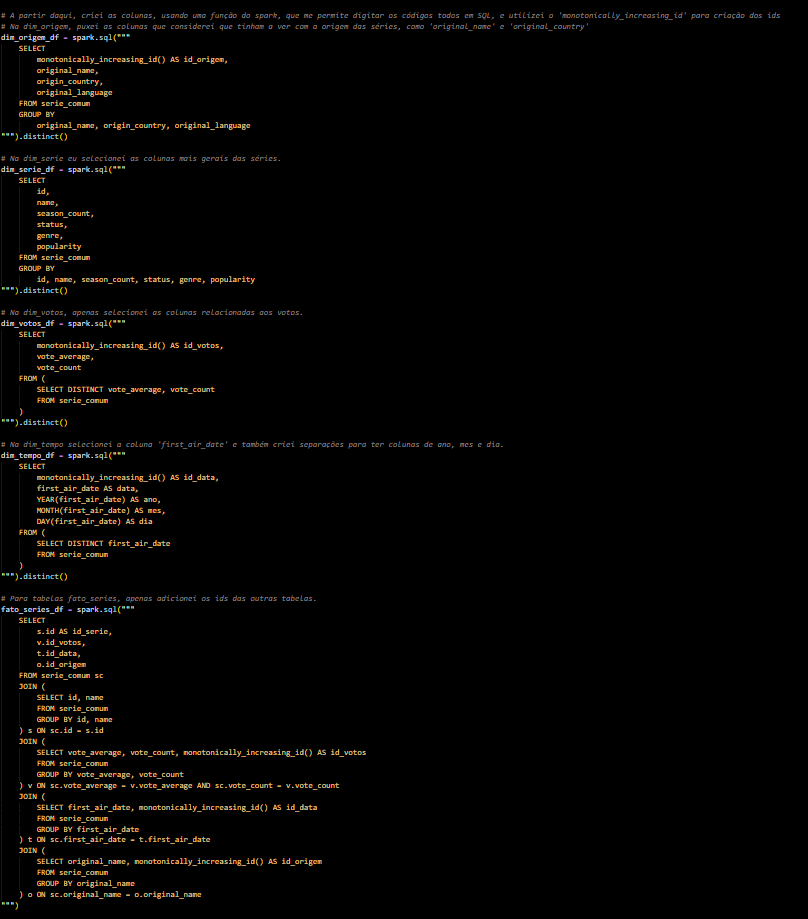 # A partir daqui, criei as colunas, usando uma função do spark, que me permite digitar os códigos todos em SQL, e utilizei o 'monotonically_increasing_id' para criação dos ids
# Na dim_origem, puxei as colunas que considerei que tinham a ver com a origem das séries, como 'original_name' e 'original_country'
dim_origem_df = spark.sql("""
SELECT
monotonically_increasing_id() AS id_origem,
original_name,
origin_country,
original_language
FROM serie_comum
GROUP BY
original_name, origin_country, original_language
""").distinct()
# Na dim_serie eu selecionei as colunas mais gerais das séries.
dim_serie_df = spark.sql("""
SELECT
id,
name,
season_count,
status,
genre,
popularity
FROM serie_comum
GROUP BY
id, name, season_count, status, genre, popularity
""").distinct()
# Na dim_votos, apenas selecionei as colunas relacionadas aos votos.
dim_votos_df = spark.sql("""
SELECT
monotonically_increasing_id() AS id_votos,
vote_average,
vote_count
FROM (
SELECT DISTINCT vote_average, vote_count
FROM serie_comum
)
""").distinct()
# Na dim_tempo selecionei a coluna 'first_air_date' e também criei separações para ter colunas de ano, mes e dia.
dim_tempo_df = spark.sql("""
SELECT
monotonically_increasing_id() AS id_data,
first_air_date AS data,
YEAR(first_air_date) AS ano,
MONTH(first_air_date) AS mes,
DAY(first_air_date) AS dia
FROM (
SELECT DISTINCT first_air_date
FROM serie_comum
)
""").distinct()
# Para tabelas fato_series, apenas adicionei os ids das outras tabelas.
fato_series_df = spark.sql("""
SELECT
s.id AS id_serie,
v.id_votos,
t.id_data,
o.id_origem
FROM serie_comum sc
JOIN (
SELECT id, name
FROM serie_comum
GROUP BY id, name
) s ON sc.id = s.id
JOIN (
SELECT vote_average, vote_count, monotonically_increasing_id() AS id_votos
FROM serie_comum
GROUP BY vote_average, vote_count
) v ON sc.vote_average = v.vote_average AND sc.vote_count = v.vote_count
JOIN (
SELECT first_air_date, monotonically_increasing_id() AS id_data
FROM serie_comum
GROUP BY first_air_date
) t ON sc.first_air_date = t.first_air_date
JOIN (
SELECT original_name, monotonically_increasing_id() AS id_origem
FROM serie_comum
GROUP BY original_name
) o ON sc.original_name = o.original_name
""")